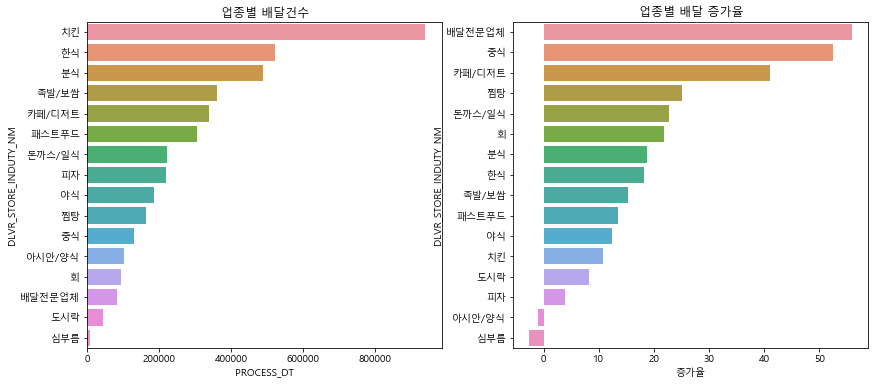 업종별 배달건수
DLVR_STORE_INDUTY_NM
치킨
한식
분식
족발/보쌈
카페/디저트
패스트푸드
돈까스/일식
피자
야식
찜탕
중식
아시안/양식
회
배달전문업체
도시락
심부름
0 200000 400000 600000 800000
PROCESS_DT
업종별 배달 증가율
DLVR_STORE_INDUTY_NM
배달전문업체
중식
카페/디저트
찜탕
돈까스/일식
회
분식
한식
족발/보쌈
패스트푸드
야식
치킨
도시락
피자
아시안/양식
심부름
0 10 20 30 40 50
증가율